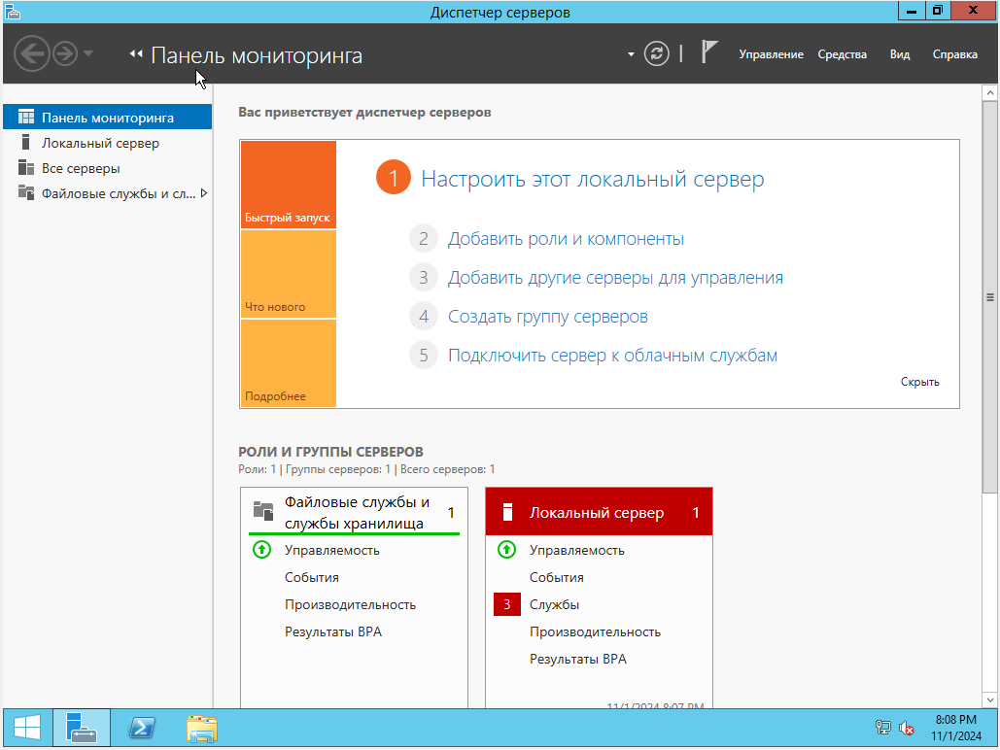 Диспетчер серверов
Панель мониторинга
Управление Средства Вид Справка
Панель мониторинга
Локальный сервер
Все серверы
Файловые службы и сл...
Вас приветствует диспетчер серверов
Быстрый запуск
Что нового
Подробнее
1 Настроить этот локальный сервер
2 Добавить роли и компоненты
3 Добавить другие серверы для управления
4 Создать группу серверов
5 Подключить сервер к облачным службам
Скрыть
РОЛИ И ГРУППЫ СЕРВЕРОВ
Роли: 1 | Группы серверов: 1 | Всего серверов: 1
Файловые службы и
службы хранилища 1
Управляемость
События
Производительность
Результаты BPA
Локальный сервер 1
Управляемость
События
3 Службы
Производительность
Результаты BPA
11/1/2024 8:07 PM
8:08 PM
11/1/2024